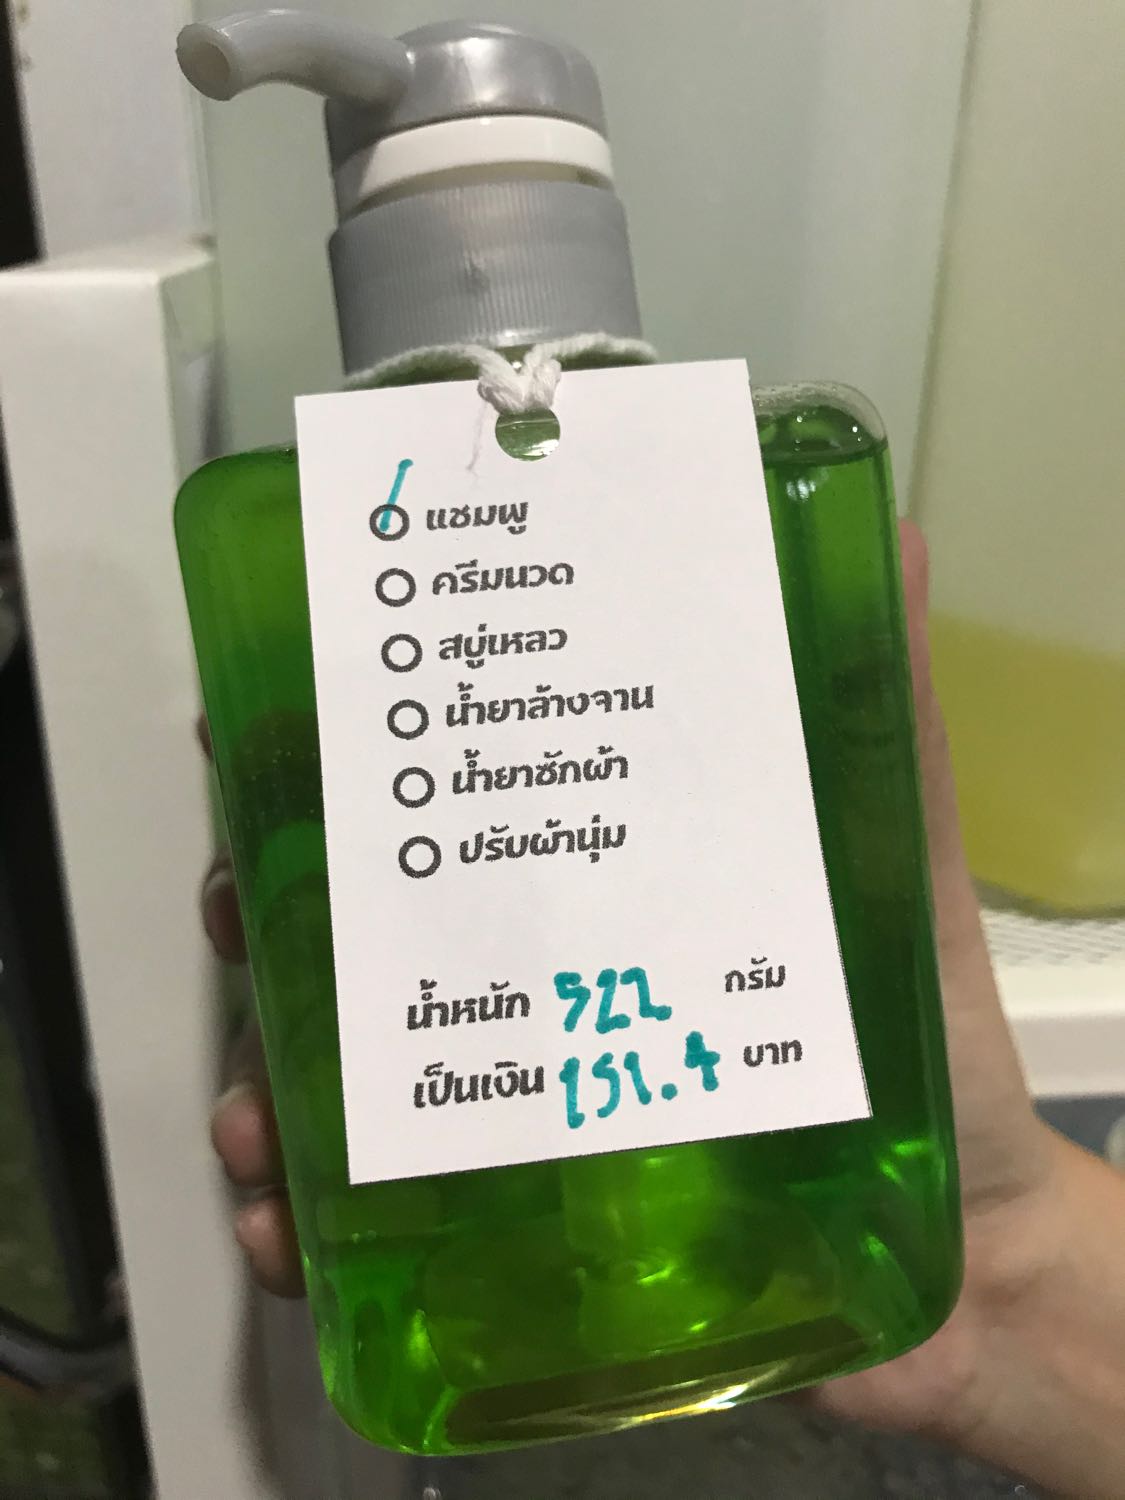 แชมพู
ครีมนวด
สบู่เหลว
น้ำยาล้างจาน
น้ำยาซักผ้า
ปรับผ้านุ่ม
น้ำหนัก 522 กรัม
เป็นเงิน 151.4 บาท